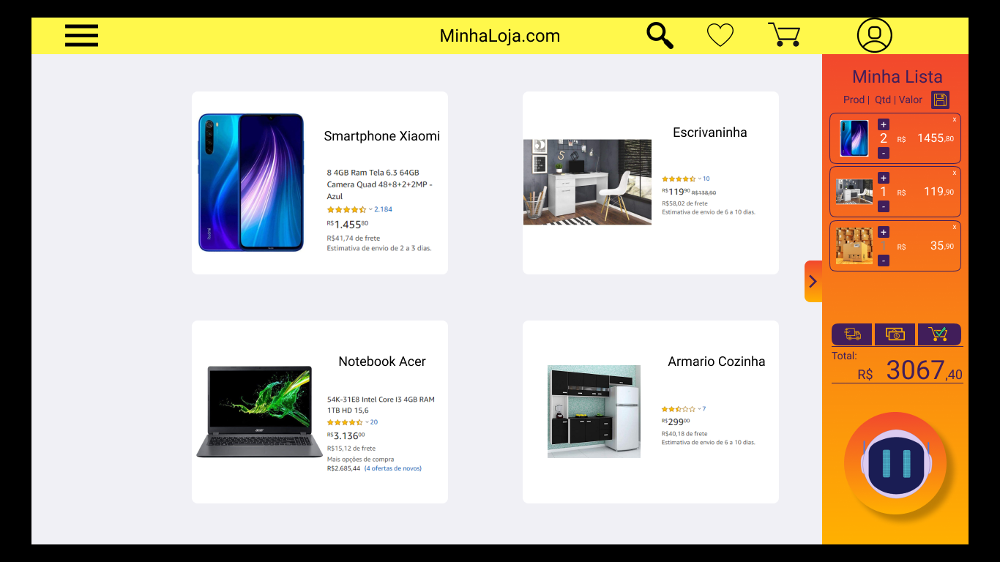 MinhaLoja.com
Smartphone Xiaomi
8 4GB Ram Tela 6.3 64GB
Camera Quad 48+8+2+2MP -
Azul
2.184
R$1.45580
R$41,74 de frete
Estimativa de envio de 2 a 3 dias.
Escrivaninha
10
R$11990 R$138,90
R$58,02 de frete
Estimativa de envio de 6 a 10 dias.
Notebook Acer
54K-31E8 Intel Core I3 4GB RAM
1TB HD 15,6
20
R$3.13600
R$15,12 de frete
Mais opções de compra
R$2.685,44 (4 ofertas de novos)
Armario Cozinha
7
R$29900
R$40,18 de frete
Estimativa de envio de 6 a 10 dias.
Minha Lista
Prod | Qtd | Valor
x
+
2 R$ 1455,80
-
x
+
1 R$ 119,90
-
x
+
1 R$ 35,90
-
Total:
R$ 3067,40